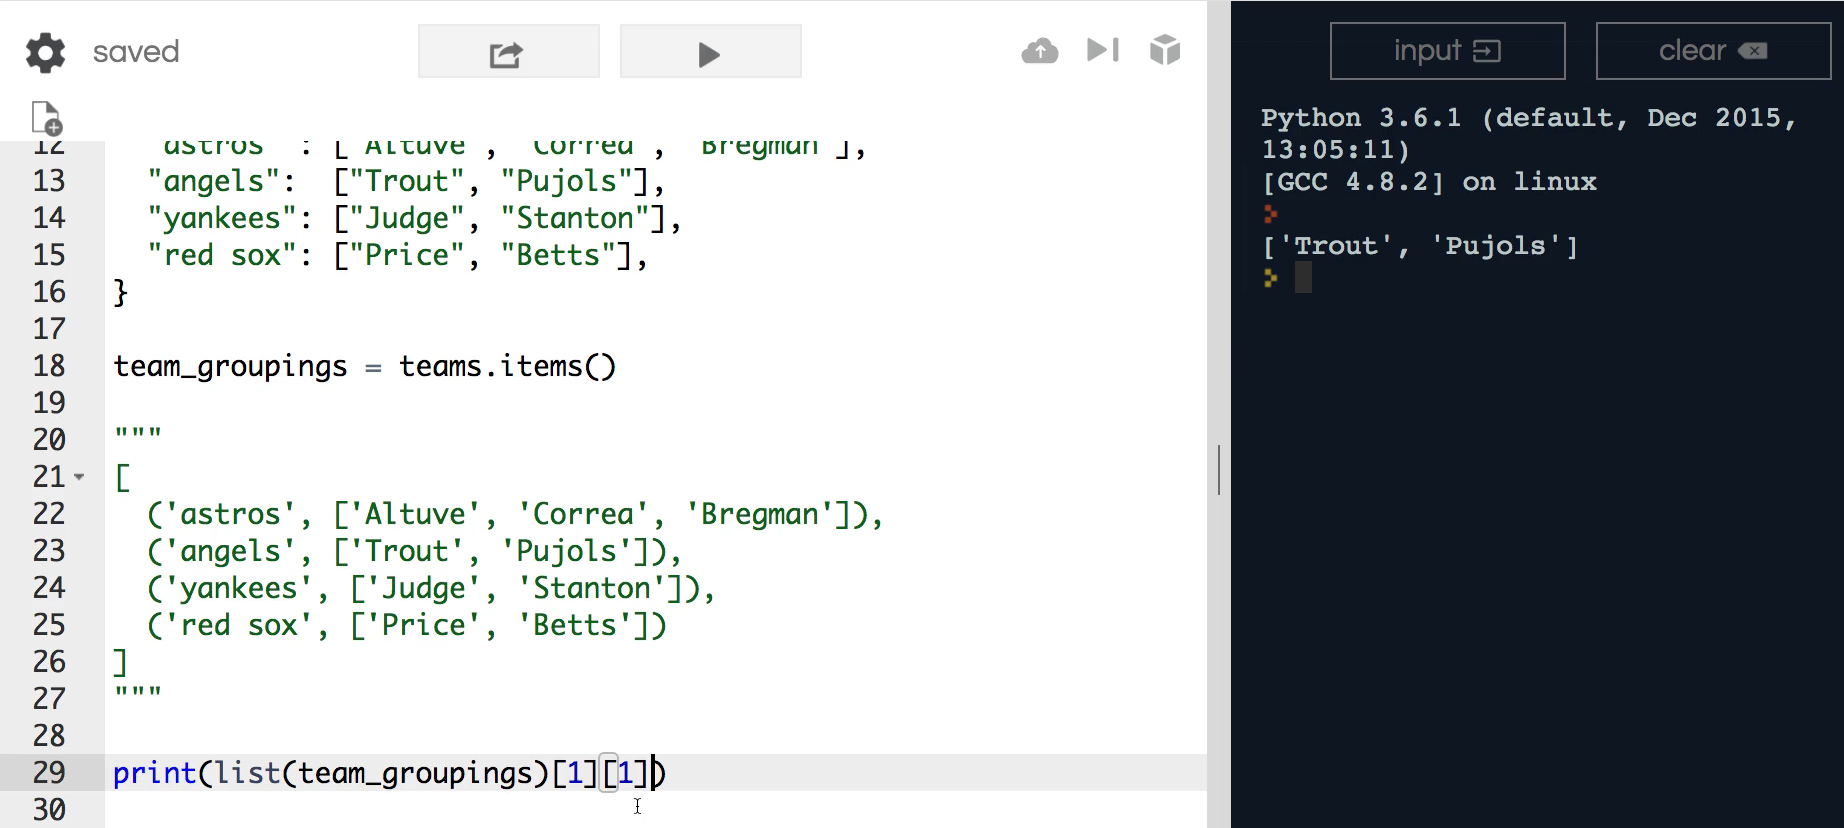 saved
input
clear
12 "astros" : ["Altuve", "Correa", "Bregman"],
13 "angels": ["Trout", "Pujols"],
14 "yankees": ["Judge", "Stanton"],
15 "red sox": ["Price", "Betts"],
16 }
17
18 team_groupings = teams.items()
19
20 """
21 [
22 ('astros', ['Altuve', 'Correa', 'Bregman']),
23 ('angels', ['Trout', 'Pujols']),
24 ('yankees', ['Judge', 'Stanton']),
25 ('red sox', ['Price', 'Betts'])
26 ]
27 """
28
29 print(list(team_groupings)[1][1])
30
Python 3.6.1 (default, Dec 2015,
13:05:11)
[GCC 4.8.2] on linux
['Trout', 'Pujols']